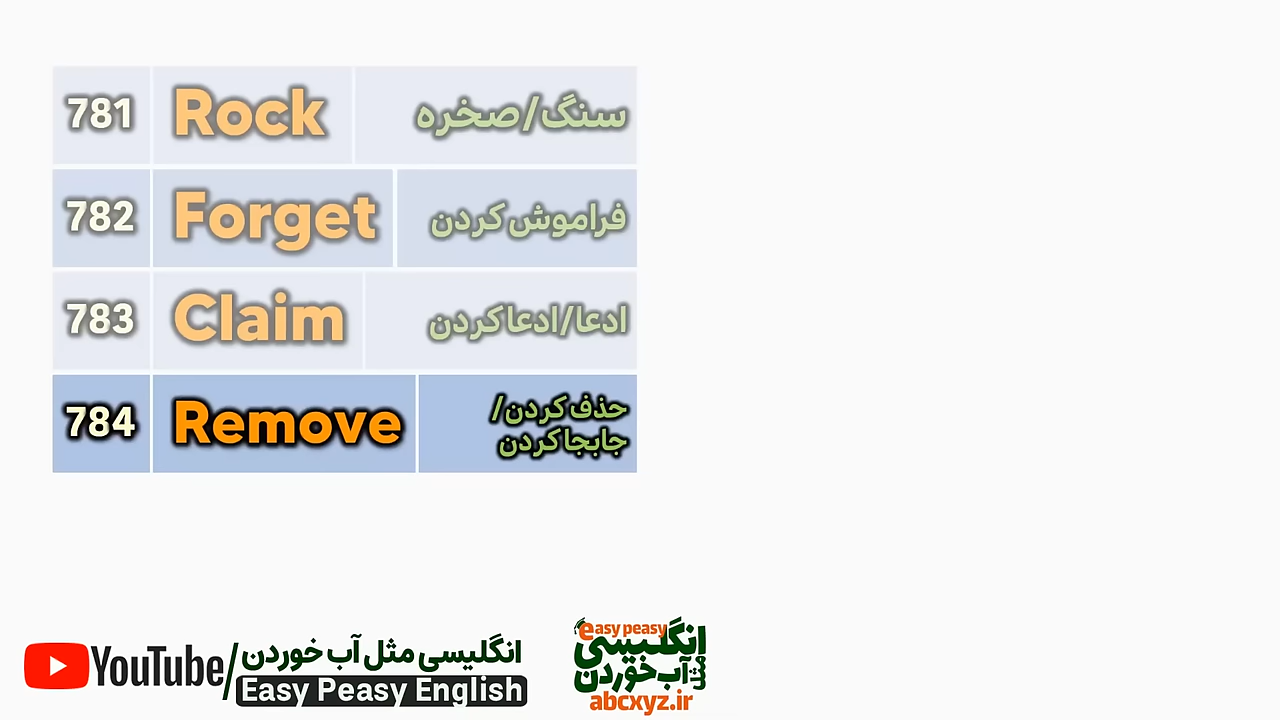 781 Rock سنگ/صخره
782 Forget فراموش کردن
783 Claim ادعا/ادعا کردن
784 Remove حذف کردن/
جابجا کردن
YouTube/انگلیسی مثل آب خوردن
Easy Peasy English
easy peasy
انگلیسی
مثل آب خوردن
abcxyz.ir